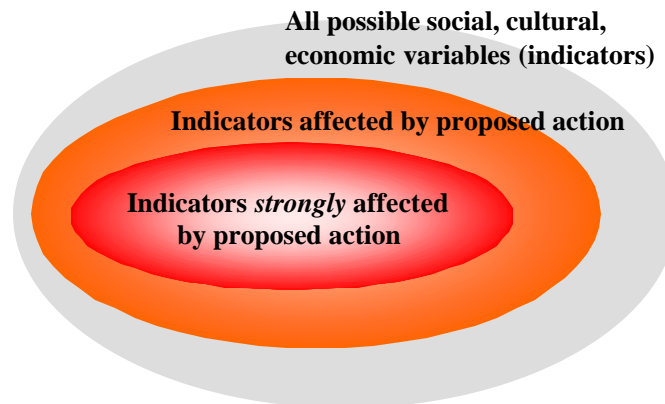 All possible social, cultural,
economic variables (indicators)
Indicators affected by proposed action
Indicators strongly affected
by proposed action